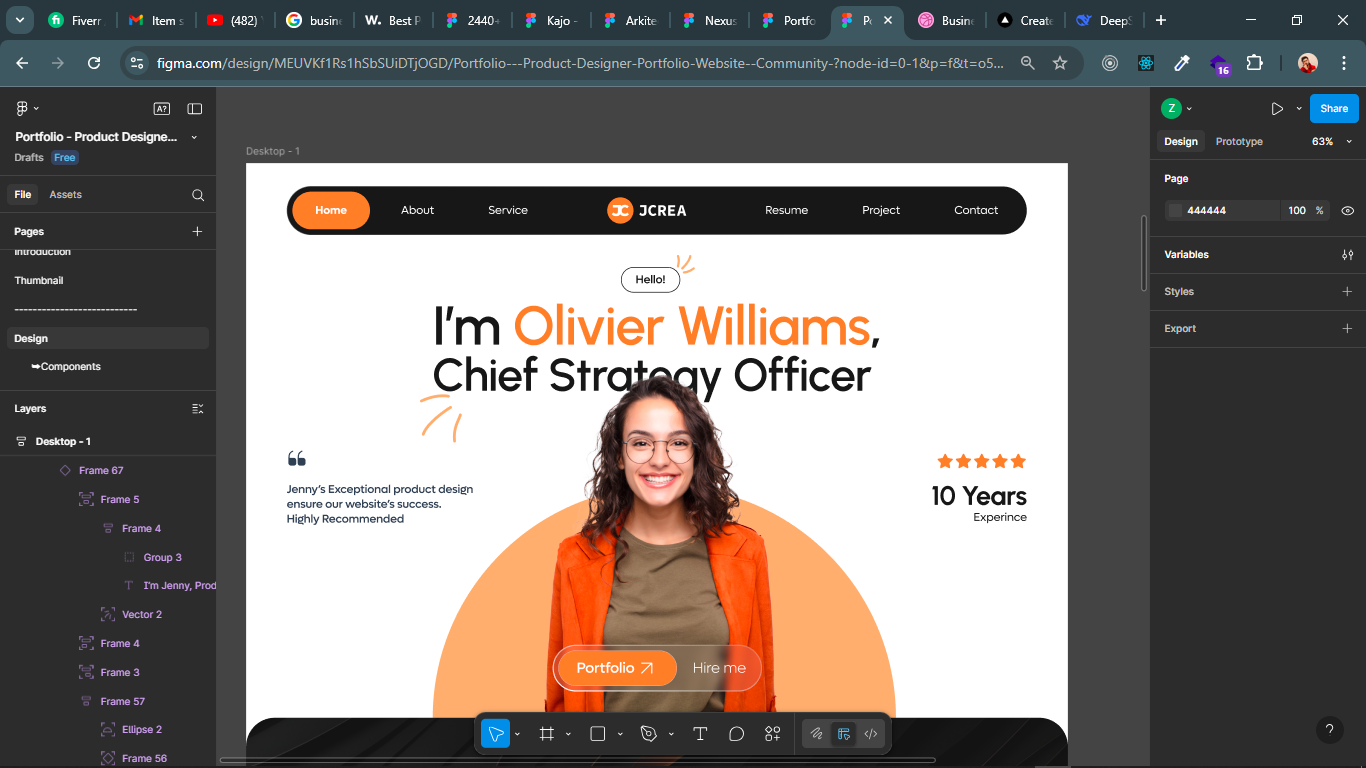 Fiverr
Item s
(482)
busine
Best P
2440+
Kajo -
Arkite
Nexus
Portfo
Po
Busine
Create
DeepS
figma.com/design/MEUVKf1Rs1hSbSUiDTjOGD/Portfolio---Product-Designer-Portfolio-Website--Community-?node-id=0-1&p=f&t=o5...
16
A?
Portfolio - Product Designe...
Drafts Free
File Assets
Pages
Introduction
Thumbnail
---------------------------
Design
➥Components
Layers
Desktop - 1
Frame 67
Frame 5
Frame 4
Group 3
I'm Jenny, Prod
Vector 2
Frame 4
Frame 3
Frame 57
Ellipse 2
Frame 56
Desktop - 1
Home About Service JC JCREA Resume Project Contact
Hello!
I'm Olivier Williams,
Chief Strategy Officer
Jenny's Exceptional product design
ensure our website's success.
Highly Recommended
10 Years
Experince
Portfolio Hire me
Z
Share
Design Prototype 63%
Page
444444 100 %
Variables
Styles
Export
?